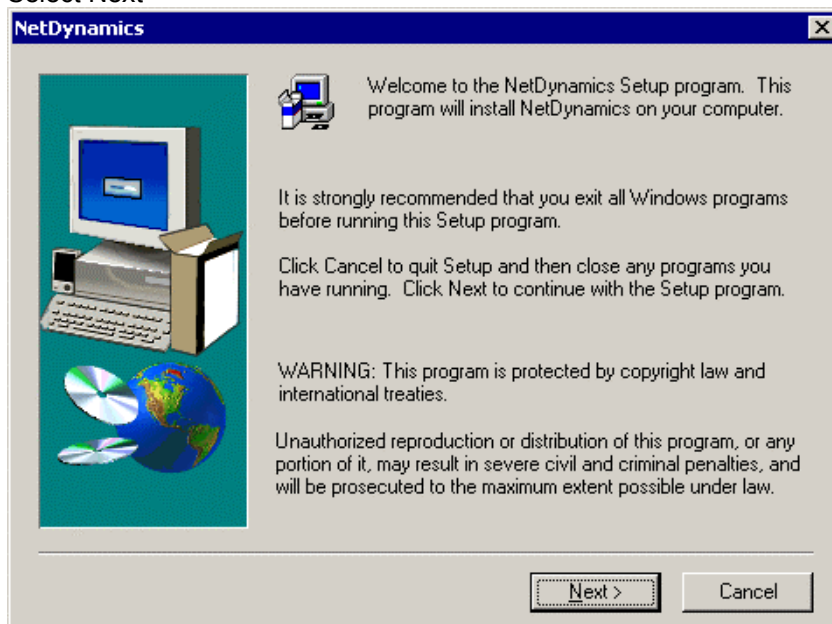 Select Next
NetDynamics
Welcome to the NetDynamics Setup program. This
program will install NetDynamics on your computer.
It is strongly recommended that you exit all Windows programs
before running this Setup program.
Click Cancel to quit Setup and then close any programs you
have running. Click Next to continue with the Setup program.
WARNING: This program is protected by copyright law and
international treaties.
Unauthorized reproduction or distribution of this program, or any
portion of it, may result in severe civil and criminal penalties, and
will be prosecuted to the maximum extent possible under law.
Next > Cancel